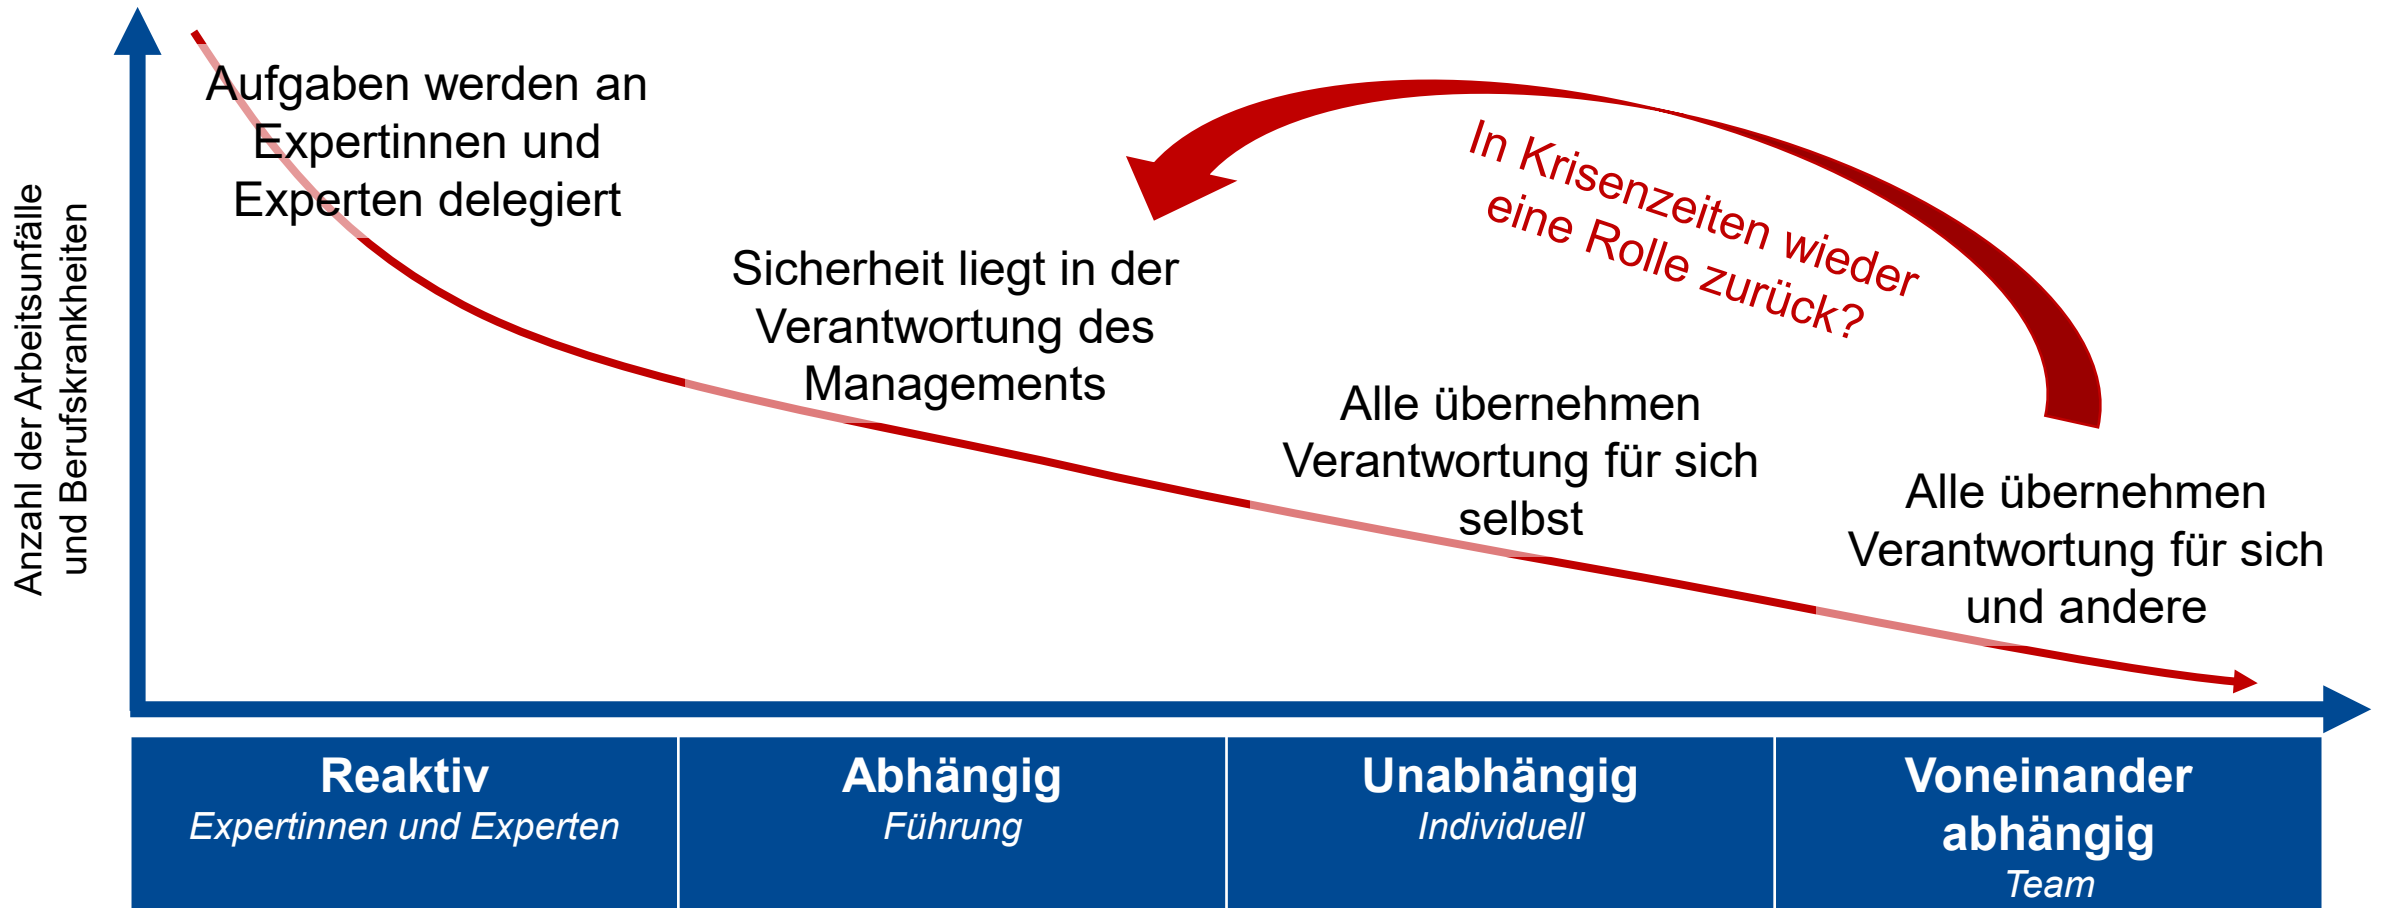 Anzahl der Arbeitsunfälle
und Berufskrankheiten
Aufgaben werden an
Expertinnen und
Experten delegiert
Sicherheit liegt in der
Verantwortung des
Managements
In Krisenzeiten wieder
eine Rolle zurück?
Alle übernehmen
Verantwortung für sich
selbst
Alle übernehmen
Verantwortung für sich
und andere
Reaktiv
Expertinnen und Experten
Abhängig
Führung
Unabhängig
Individuell
Voneinander
abhängig
Team